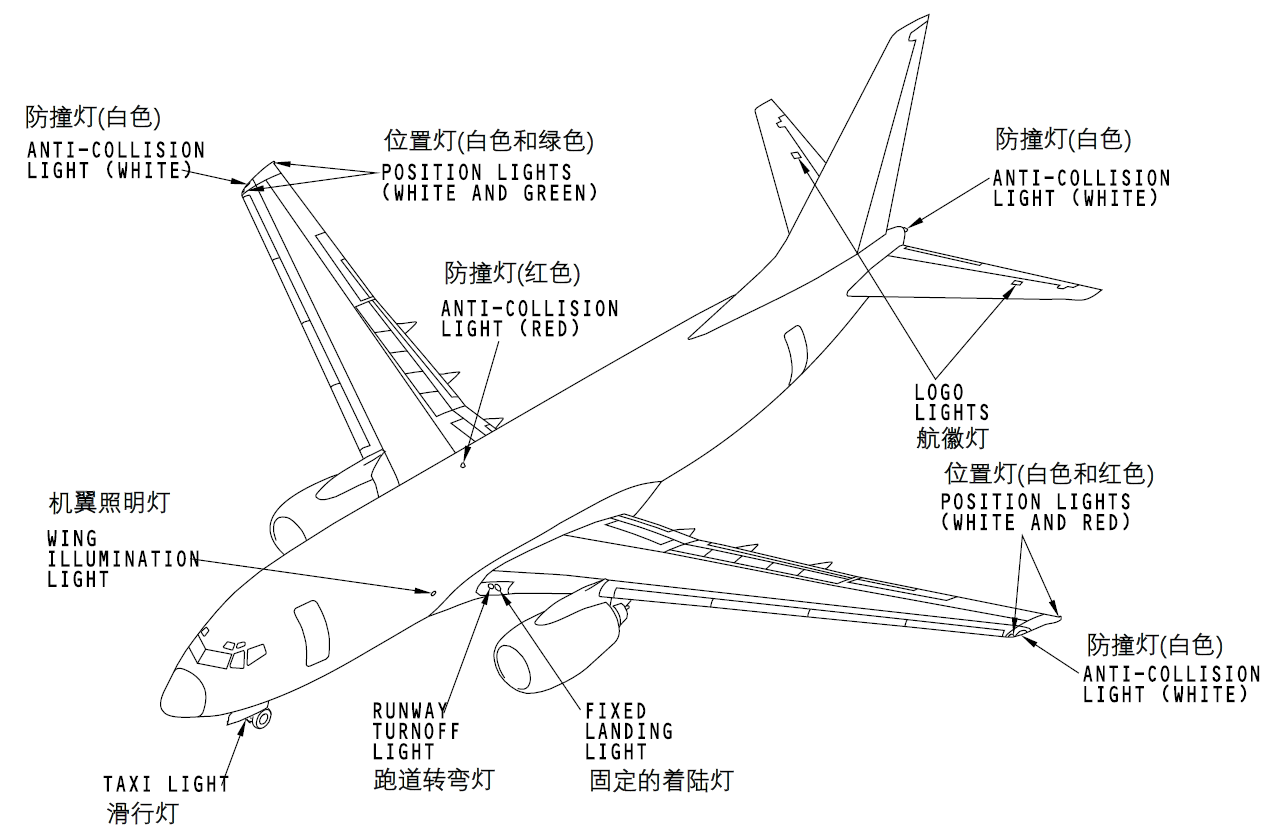 防撞灯(白色)
ANTI-COLLISION
LIGHT (WHITE)
位置灯(白色和绿色)
POSITION LIGHTS
(WHITE AND GREEN)
防撞灯(白色)
ANTI-COLLISION
LIGHT (WHITE)
防撞灯(红色)
ANTI-COLLISION
LIGHT (RED)
LOGO
LIGHTS
航徽灯
位置灯(白色和红色)
POSITION LIGHTS
(WHITE AND RED)
机翼照明灯
WING
ILLUMINATION
LIGHT
防撞灯(白色)
ANTI-COLLISION
LIGHT (WHITE)
RUNWAY
TURNOFF
LIGHT
跑道转弯灯
FIXED
LANDING
LIGHT
固定的着陆灯
TAXI LIGHT
滑行灯